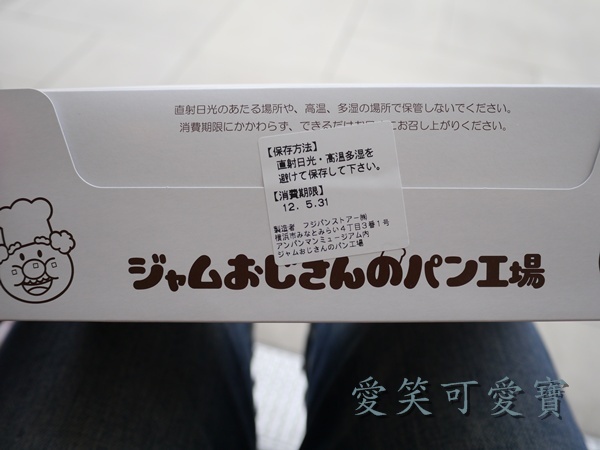 直射日光のあたる場所や、高温、多湿の場所で保管しないでください。
消費期限にかかわらず、できるだけお早めにお召し上がりください。
【保存方法】
直射日光・高温多湿を
避けて保存して下さい。
【消費期限】
12. 5.31
製造者 フジパンストアー㈱
横浜市みなとみらい4丁目3番1号
アンパンマンミュージアム内
ジャムおじさんのパン工場
ジャムおじさんのパン工場
愛笑可愛寶